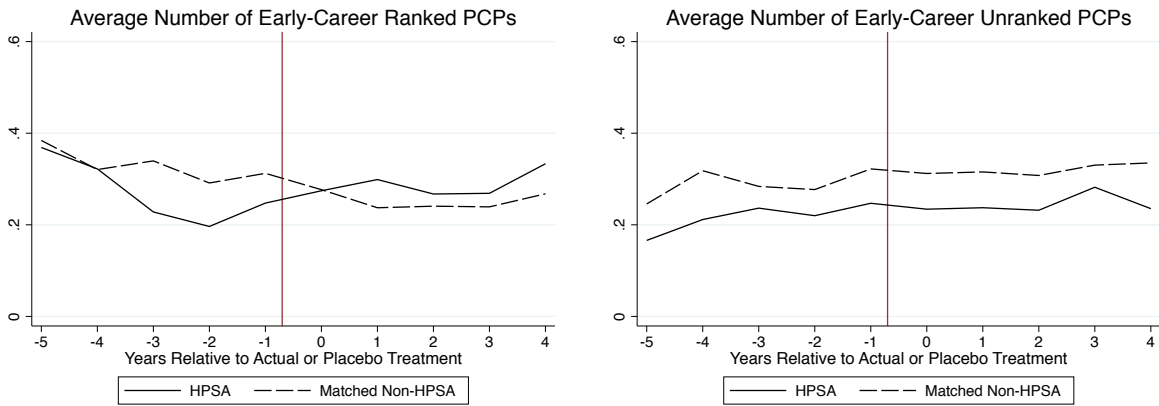 Average Number of Early-Career Ranked PCPs
.6
.4
.2
0
-5 -4 -3 -2 -1 0 1 2 3 4
Years Relative to Actual or Placebo Treatment
HPSA Matched Non-HPSA
Average Number of Early-Career Unranked PCPs
.6
.4
.2
0
-5 -4 -3 -2 -1 0 1 2 3 4
Years Relative to Actual or Placebo Treatment
HPSA Matched Non-HPSA